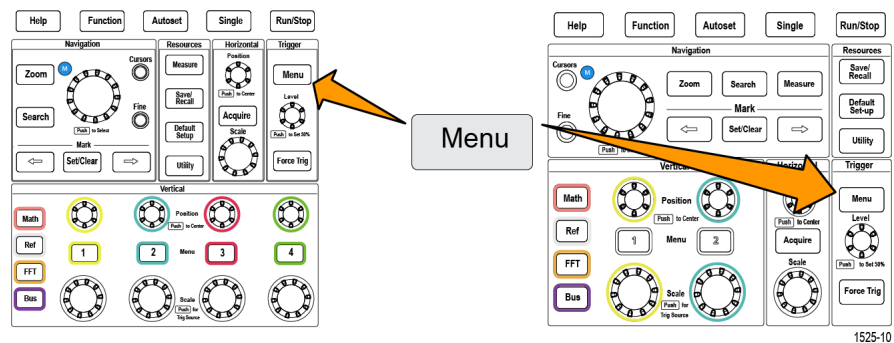 Help Function Autoset Single Run/Stop
Navigation Resources Horizontal Trigger
Zoom M Cursors Measure Position Menu
Push to Center
Level
Save/
Recall
Search Fine Acquire
Push to Select
Default
Setup
Scale
Push to Set 50%
Mark
Set/Clear Utility Force Trig
Vertical
Math
Position
Push to Center
Ref 1 2 Menu 3 4
FFT
Bus
Scale
Push for
Trig Source
Menu
Help Function Autoset Single Run/Stop
Navigation Resources
Cursors M
Zoom Search Measure
Save/
Recall
Mark
Default
Set-up
Fine
Set/Clear
Push to
Utility
Vertical Horizontal Trigger
Math Position Menu
Push to Center Push to Center
Level
Ref 1 Menu 2 Acquire
FFT Scale Push to Set 50%
Bus Scale Force Trig
Push for
Trig Source
1525-10